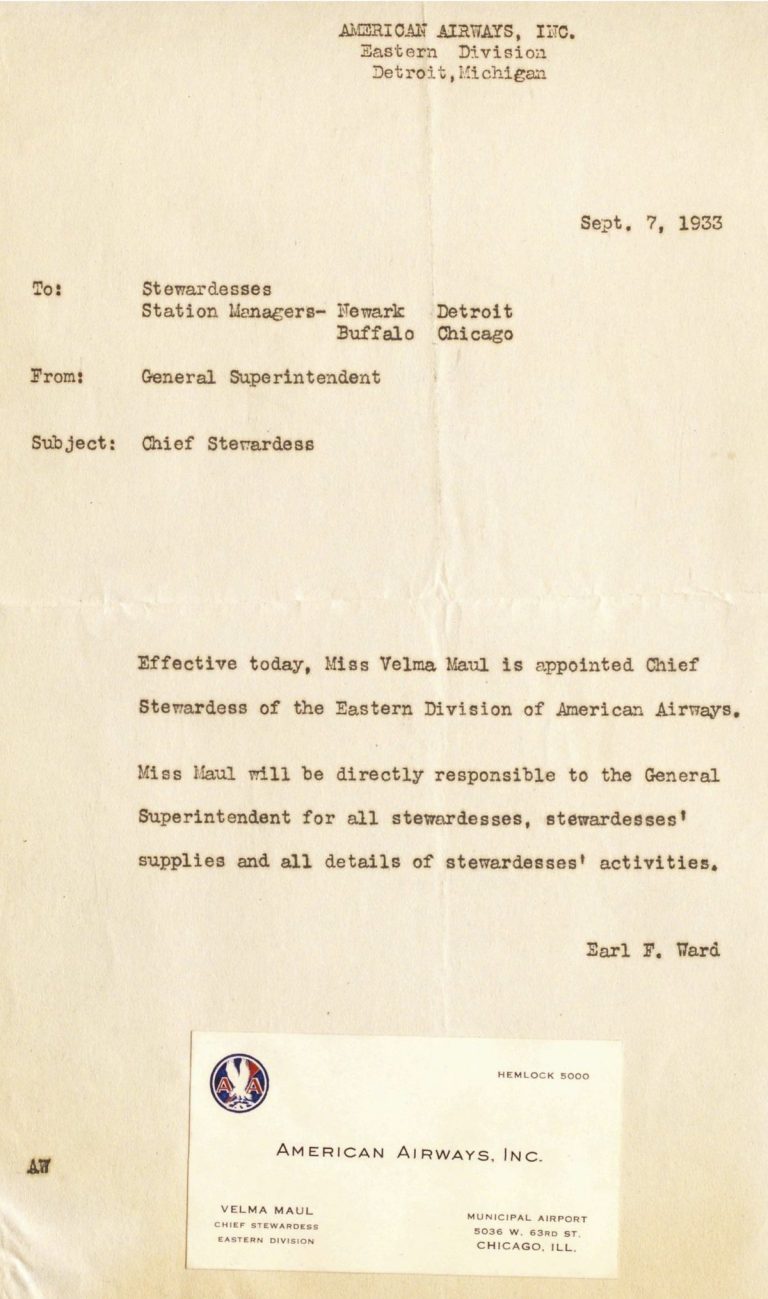 AMERICAN AIRWAYS, INC.
Eastern Division
Detroit,Michigan
Sept. 7, 1933
To: Stewardesses
Station Managers- Newark Detroit
Buffalo Chicago
From: General Superintendent
Subject: Chief Stewardess
Effective today, Miss Velma Maul is appointed Chief
Stewardess of the Eastern Division of American Airways.
Miss Maul will be directly responsible to the General
Superintendent for all stewardesses, stewardesses'
supplies and all details of stewardesses' activities.
Earl F. Ward
AW
A A
HEMLOCK 5000
AMERICAN AIRWAYS, INC.
VELMA MAUL
CHIEF STEWARDESS
EASTERN DIVISION
MUNICIPAL AIRPORT
5036 W. 63RD ST.
CHICAGO, ILL.